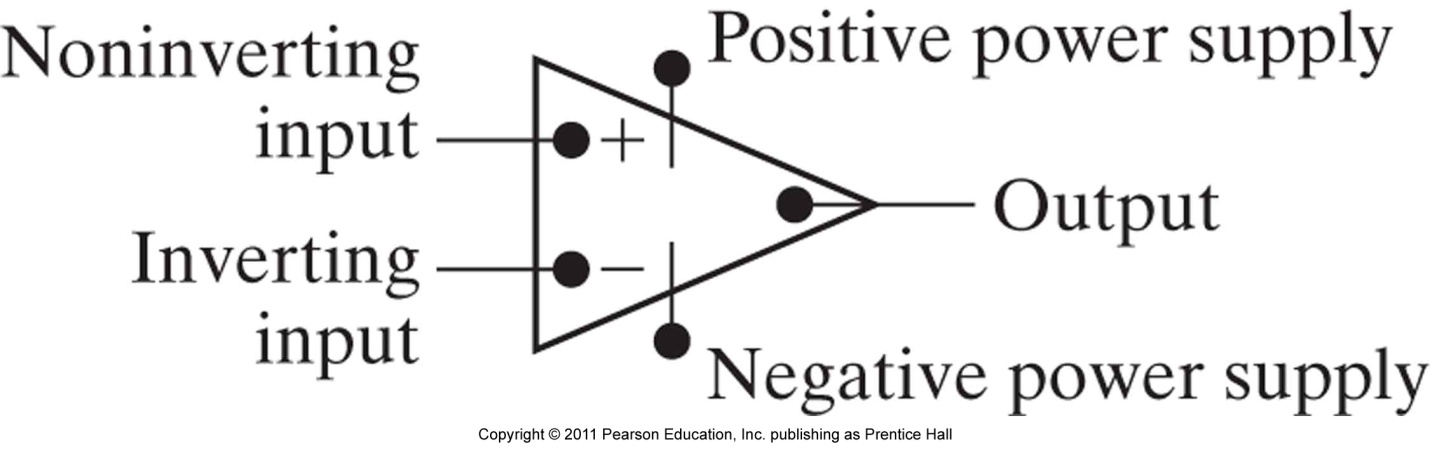 Noninverting
input
Positive power supply
+
Output
Inverting
input
−
Negative power supply
Copyright © 2011 Pearson Education, Inc. publishing as Prentice Hall